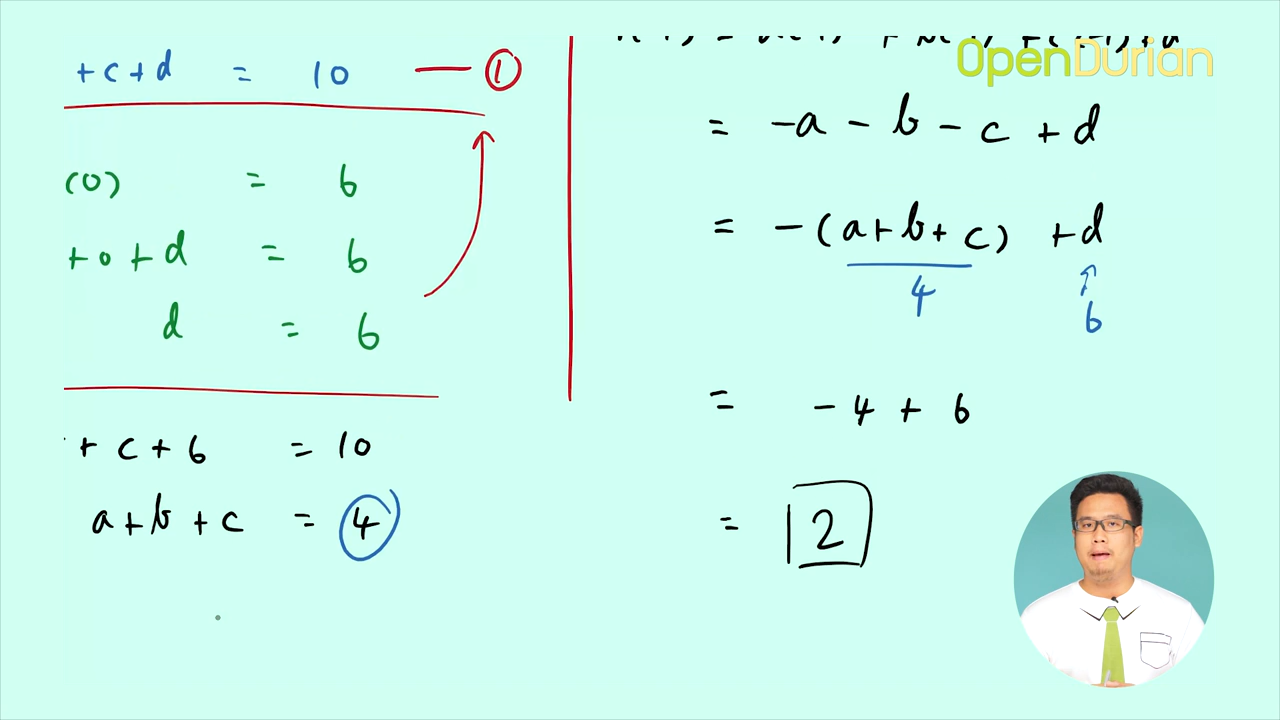 +c+d = 10 — ①
(0) = 6
+0+d = 6
d = 6
+ c + 6 = 10
a+b+c = 4
OpenDurian
= -a - b - c + d
= -(a+b+c) +d
4
6
= -4 + 6
= 2